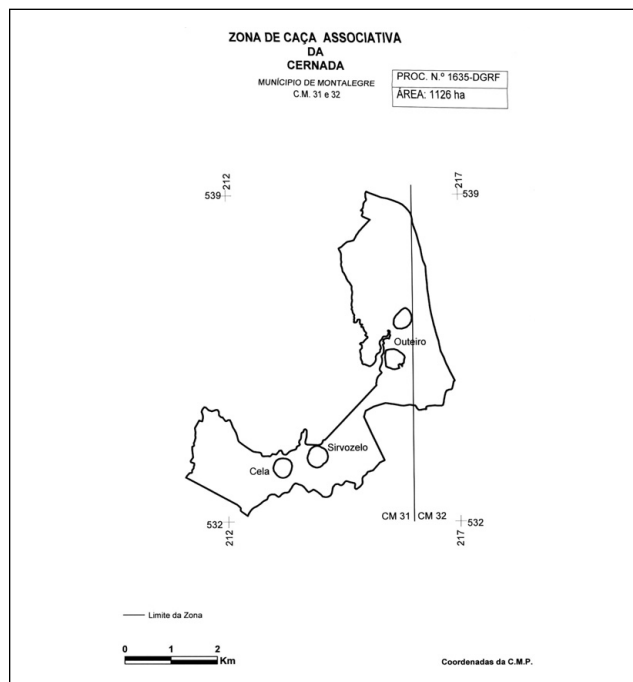 ZONA DE CAÇA ASSOCIATIVA
DA
CERNADA
MUNÍCIPIO DE MONTALEGRE
C.M. 31 e 32
PROC. N.º 1635-DGRF
ÁREA: 1126 ha
212
217
539
539
Outeiro
Sirvozelo
Cela
CM 31
CM 32
532
532
212
217
Limite da Zona
0 1 2
Km
Coordenadas da C.M.P.